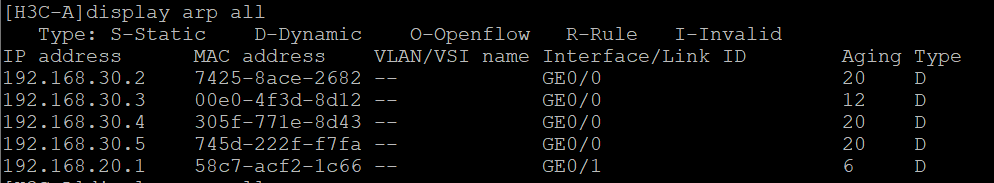 [H3C-A]display arp all
Type: S-Static D-Dynamic O-Openflow R-Rule I-Invalid
IP address MAC address VLAN/VSI name Interface/Link ID Aging Type
192.168.30.2 7425-8ace-2682 -- GE0/0 20 D
192.168.30.3 00e0-4f3d-8d12 -- GE0/0 12 D
192.168.30.4 305f-771e-8d43 -- GE0/0 20 D
192.168.30.5 745d-222f-f7fa -- GE0/0 20 D
192.168.20.1 58c7-acf2-1c66 -- GE0/1 6 D